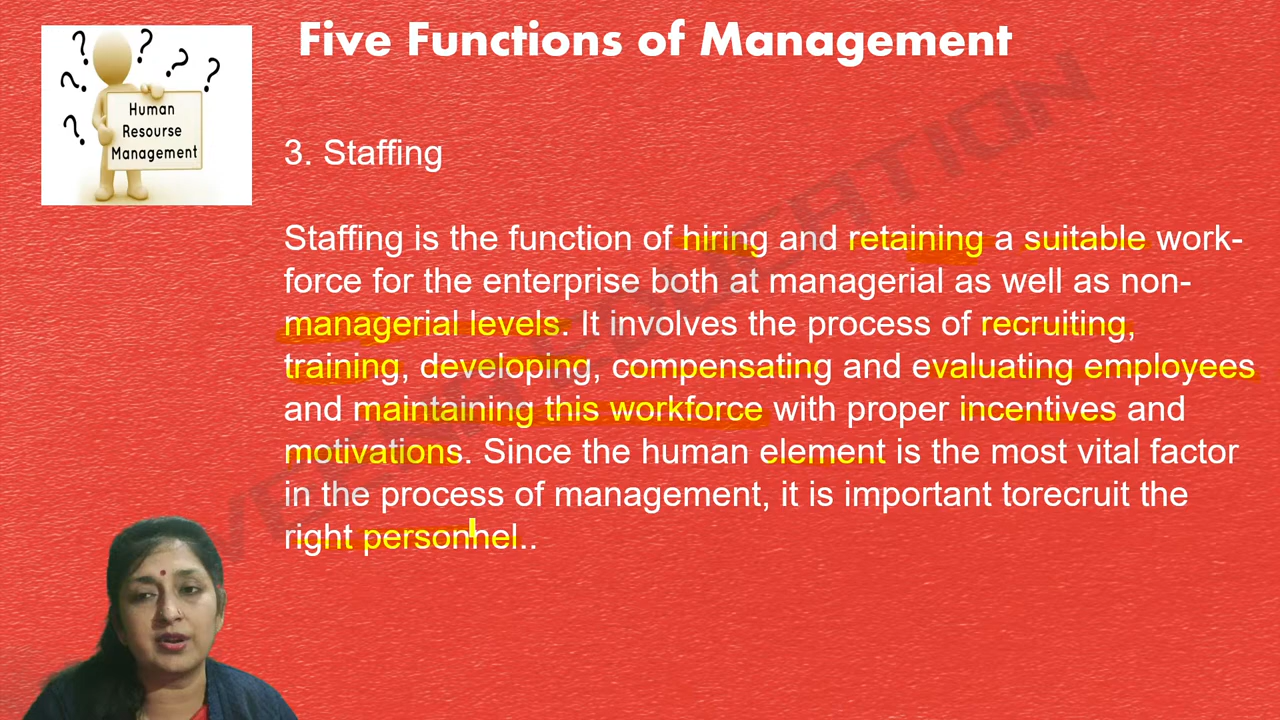 Five Functions of Management
Human
Resourse
Management
3. Staffing
Staffing is the function of hiring and retaining a suitable work-
force for the enterprise both at managerial as well as non-
managerial levels. It involves the process of recruiting,
training, developing, compensating and evaluating employees
and maintaining this workforce with proper incentives and
motivations. Since the human element is the most vital factor
in the process of management, it is important torecruit the
right personnel..